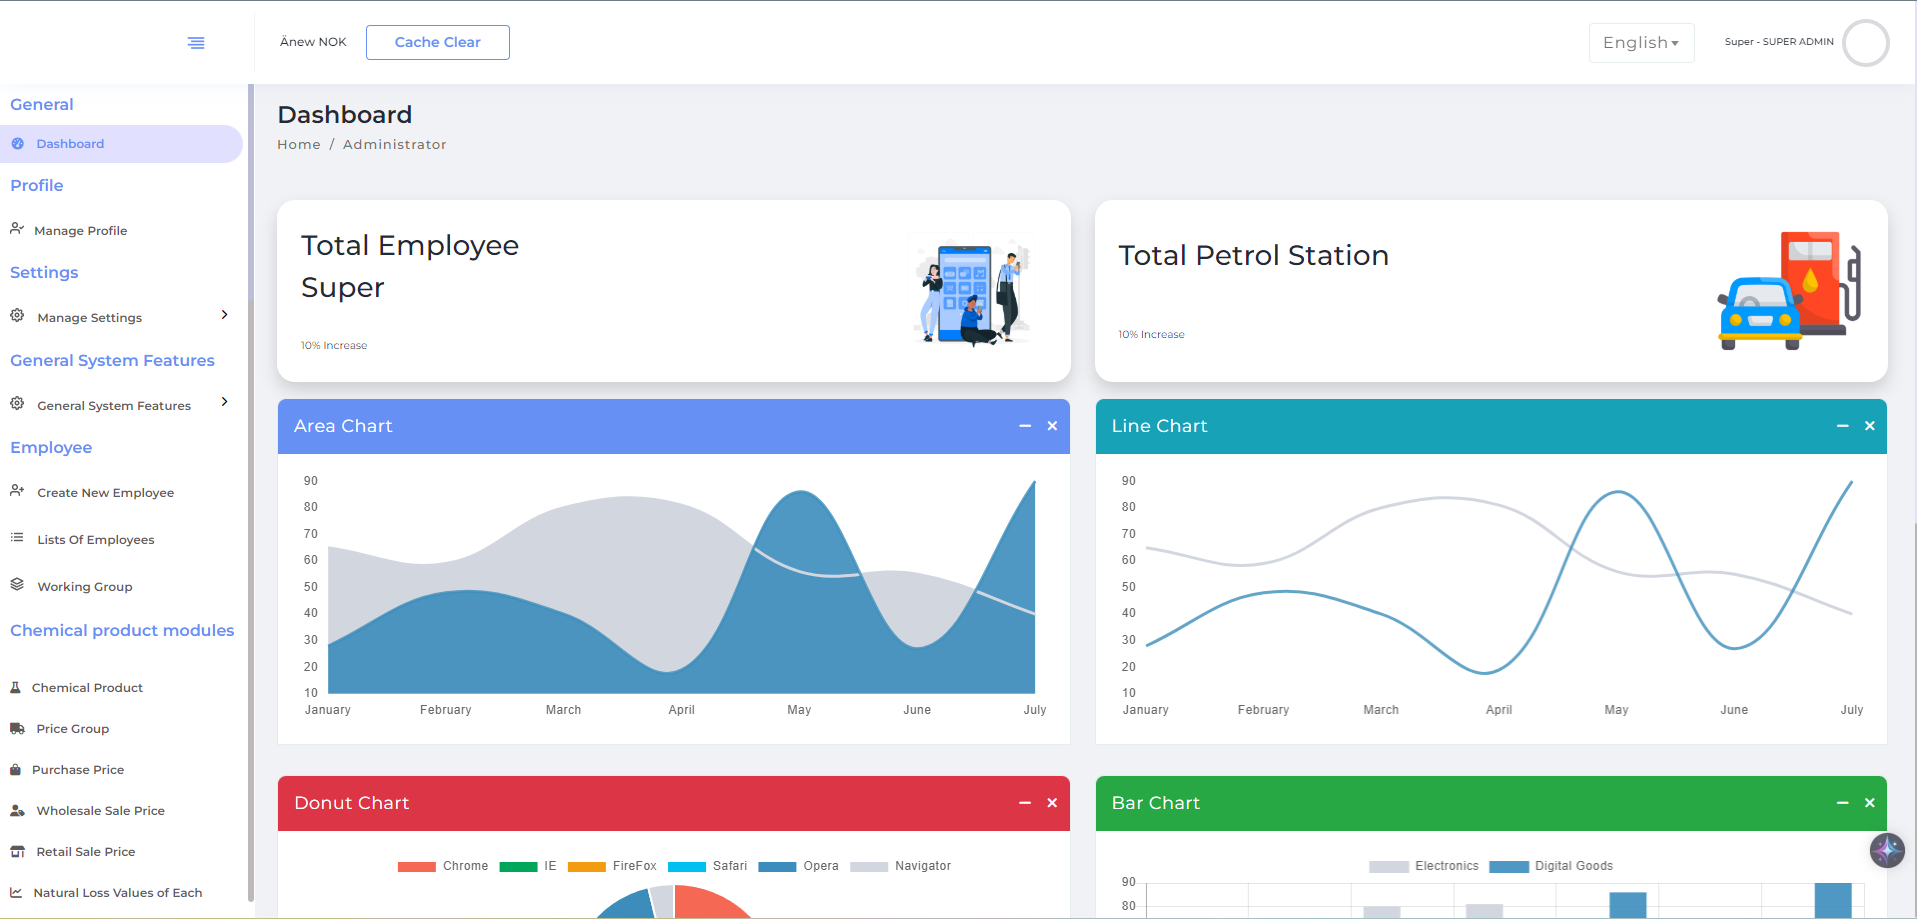 Änew NOK
Cache Clear
English
Super - SUPER ADMIN
General
Dashboard
Profile
Manage Profile
Settings
Manage Settings
General System Features
General System Features
Employee
Create New Employee
Lists Of Employees
Working Group
Chemical product modules
Chemical Product
Price Group
Purchase Price
Wholesale Sale Price
Retail Sale Price
Natural Loss Values of Each
Dashboard
Home / Administrator
Total Employee
Super
10% Increase
Total Petrol Station
10% Increase
Area Chart
90
80
70
60
50
40
30
20
10
January February March April May June July
Line Chart
90
80
70
60
50
40
30
20
10
January February March April May June July
Donut Chart
Chrome IE FireFox Safari Opera Navigator
Bar Chart
Electronics Digital Goods
90
80